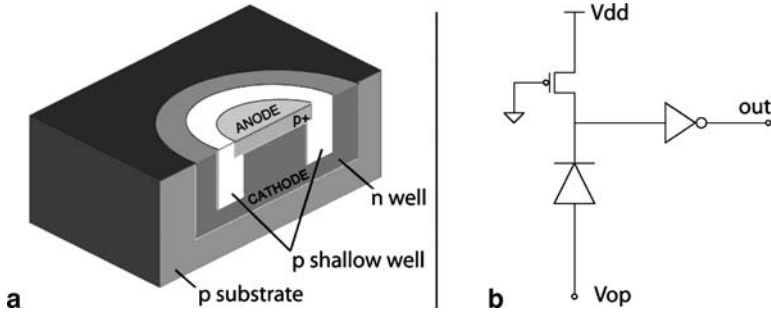 ANODE
p+
CATHODE
n well
p shallow well
p substrate
a
Vdd
out
Vop
b